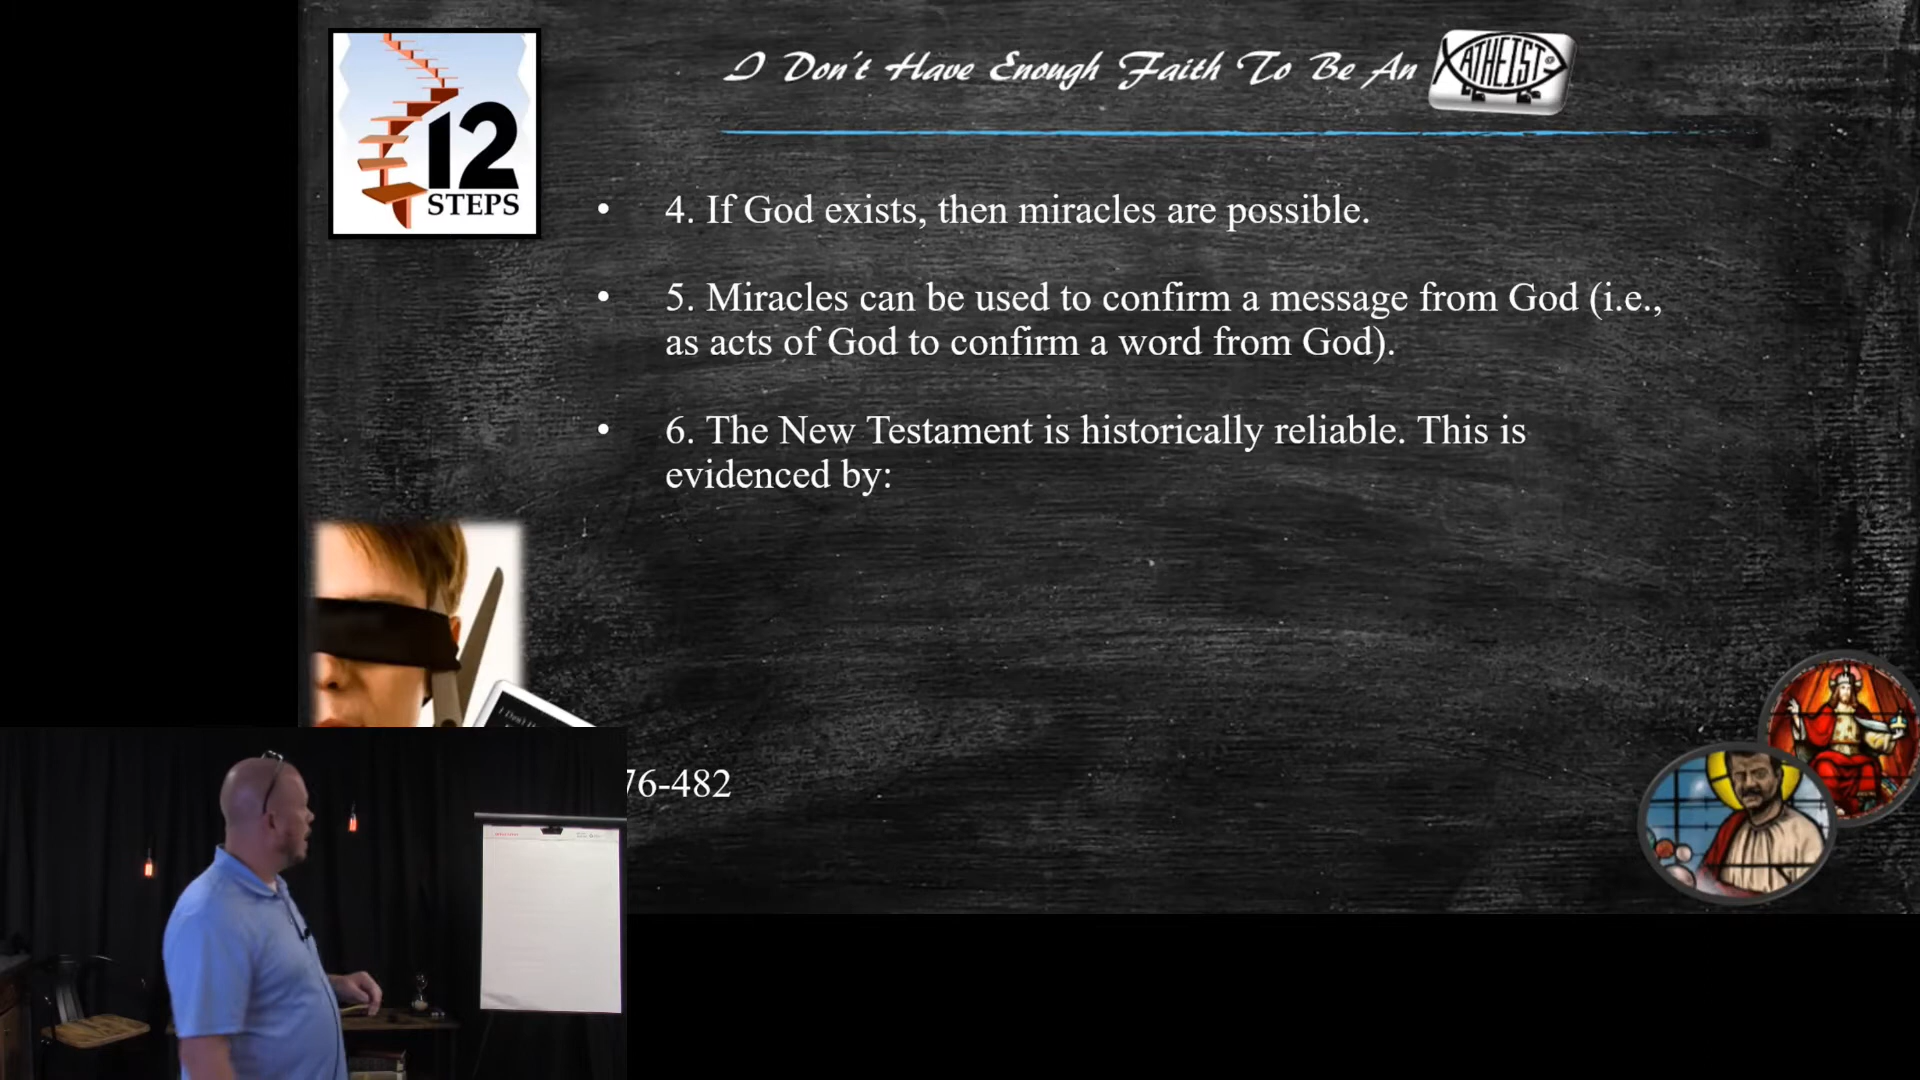 12
STEPS
I Don't Have Enough Faith To Be An ATHEIST
• 4. If God exists, then miracles are possible.
• 5. Miracles can be used to confirm a message from God (i.e.,
as acts of God to confirm a word from God).
• 6. The New Testament is historically reliable. This is
evidenced by:
76-482